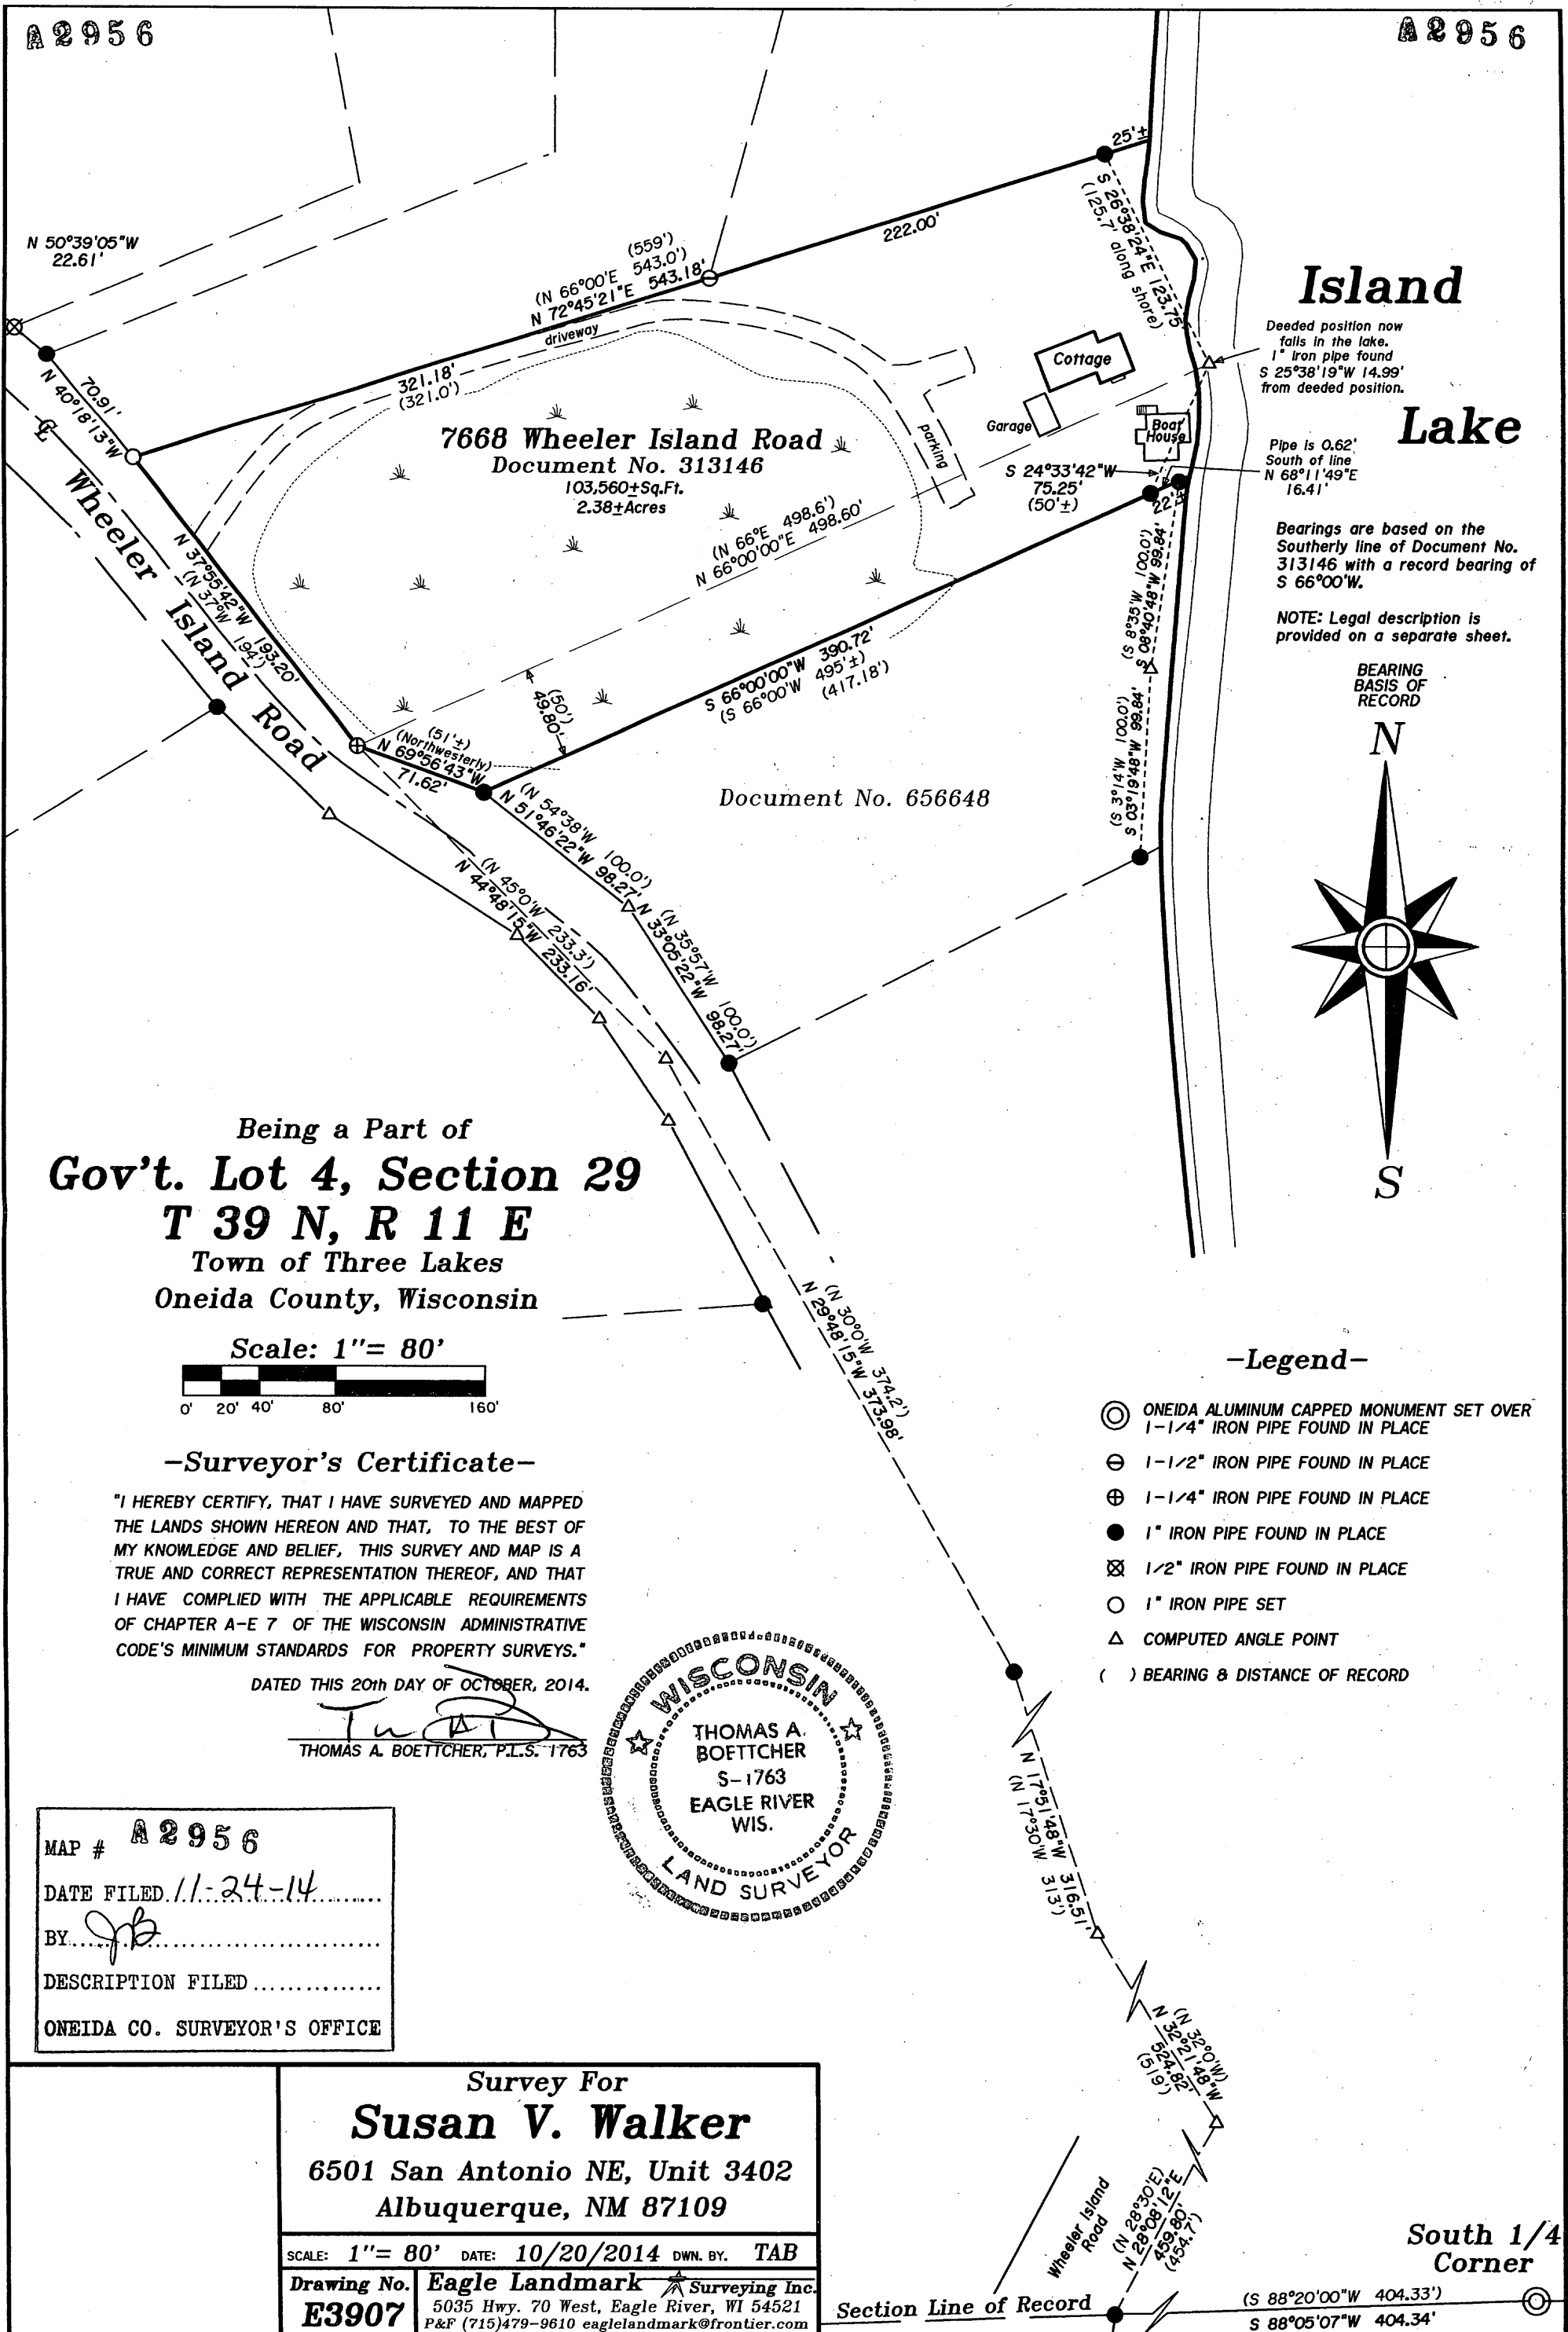 A2956
A2956
N 50°39'05"W
22.61'
70.91'
N 40°18'13"W
25'±
222.00'
S 26°38'24"E 123.75'
(125.7' along shore)
(559')
(N 66°00'E 543.0')
N 72°45'21"E 543.18'
driveway
321.18'
(321.0')
Island
Lake
Deeded position now
falls in the lake.
1" iron pipe found
S 25°38'19"W 14.99'
from deeded position.
Cottage
Garage
Boat
House
parking
7668 Wheeler Island Road
Document No. 313146
103,560±Sq.Ft.
2.38±Acres
S 24°33'42"W
75.25'
(50'±)
22'±
Pipe is 0.62'
South of line
N 68°11'49"E
16.41'
Bearings are based on the
Southerly line of Document No.
313146 with a record bearing of
S 66°00'W.
NOTE: Legal description is
provided on a separate sheet.
BEARING
BASIS OF
RECORD
N
S
(N 66°E 498.6')
N 66°00'00"E 498.60'
℄
Wheeler Island Road
N 37°55'42"W 193.20'
(N 37°W 194')
(50')
49.80'
S 66°00'00"W 390.72'
(S 66°00'W 495'±)
(417.18')
(51'±)
(Northwesterly)
N 69°56'43"W
71.62'
(S 8°35'W 100.0')
S 08°40'48"W 99.84'
(S 3°14'W 100.0')
S 03°19'48"W 99.84'
Document No. 656648
(N 54°38'W 100.0')
N 51°46'22"W 98.27'
(N 35°57'W 100.0')
N 33°05'22"W 98.27'
(N 45°0'W 233.3')
N 44°48'15"W 233.16'
(N 30°0'W 374.2')
N 29°48'15"W 373.98'
Being a Part of
Gov't. Lot 4, Section 29
T 39 N, R 11 E
Town of Three Lakes
Oneida County, Wisconsin
Scale: 1"= 80'
0' 20' 40' 80' 160'
-Surveyor's Certificate-
"I HEREBY CERTIFY, THAT I HAVE SURVEYED AND MAPPED
THE LANDS SHOWN HEREON AND THAT, TO THE BEST OF
MY KNOWLEDGE AND BELIEF, THIS SURVEY AND MAP IS A
TRUE AND CORRECT REPRESENTATION THEREOF, AND THAT
I HAVE COMPLIED WITH THE APPLICABLE REQUIREMENTS
OF CHAPTER A-E 7 OF THE WISCONSIN ADMINISTRATIVE
CODE'S MINIMUM STANDARDS FOR PROPERTY SURVEYS."
DATED THIS 20th DAY OF OCTOBER, 2014.
THOMAS A. BOETTCHER, P.L.S. 1763
WISCONSIN
THOMAS A.
BOETTCHER
S-1763
EAGLE RIVER
WIS.
LAND SURVEYOR
-Legend-
ONEIDA ALUMINUM CAPPED MONUMENT SET OVER
1-1/4" IRON PIPE FOUND IN PLACE
1-1/2" IRON PIPE FOUND IN PLACE
1-1/4" IRON PIPE FOUND IN PLACE
1" IRON PIPE FOUND IN PLACE
1/2" IRON PIPE FOUND IN PLACE
1" IRON PIPE SET
COMPUTED ANGLE POINT
( ) BEARING & DISTANCE OF RECORD
N 17°51'48"W 316.51'
(N 17°30'W 313')
(N 32°0'W)
N 32°21'48"W
524.82'
(519')
MAP # A2956
DATE FILED 11-24-14
BY JB
DESCRIPTION FILED
ONEIDA CO. SURVEYOR'S OFFICE
Survey For
Susan V. Walker
6501 San Antonio NE, Unit 3402
Albuquerque, NM 87109
SCALE: 1"= 80' DATE: 10/20/2014 DWN. BY. TAB
Drawing No.
E3907
Eagle Landmark Surveying Inc.
5035 Hwy. 70 West, Eagle River, WI 54521
P&F (715)479-9610 eaglelandmark@frontier.com
Wheeler Island
Road
(N 28°30'E)
N 28°08'12"E
459.80'
(454.7')
South 1/4
Corner
Section Line of Record
(S 88°20'00"W 404.33')
S 88°05'07"W 404.34'